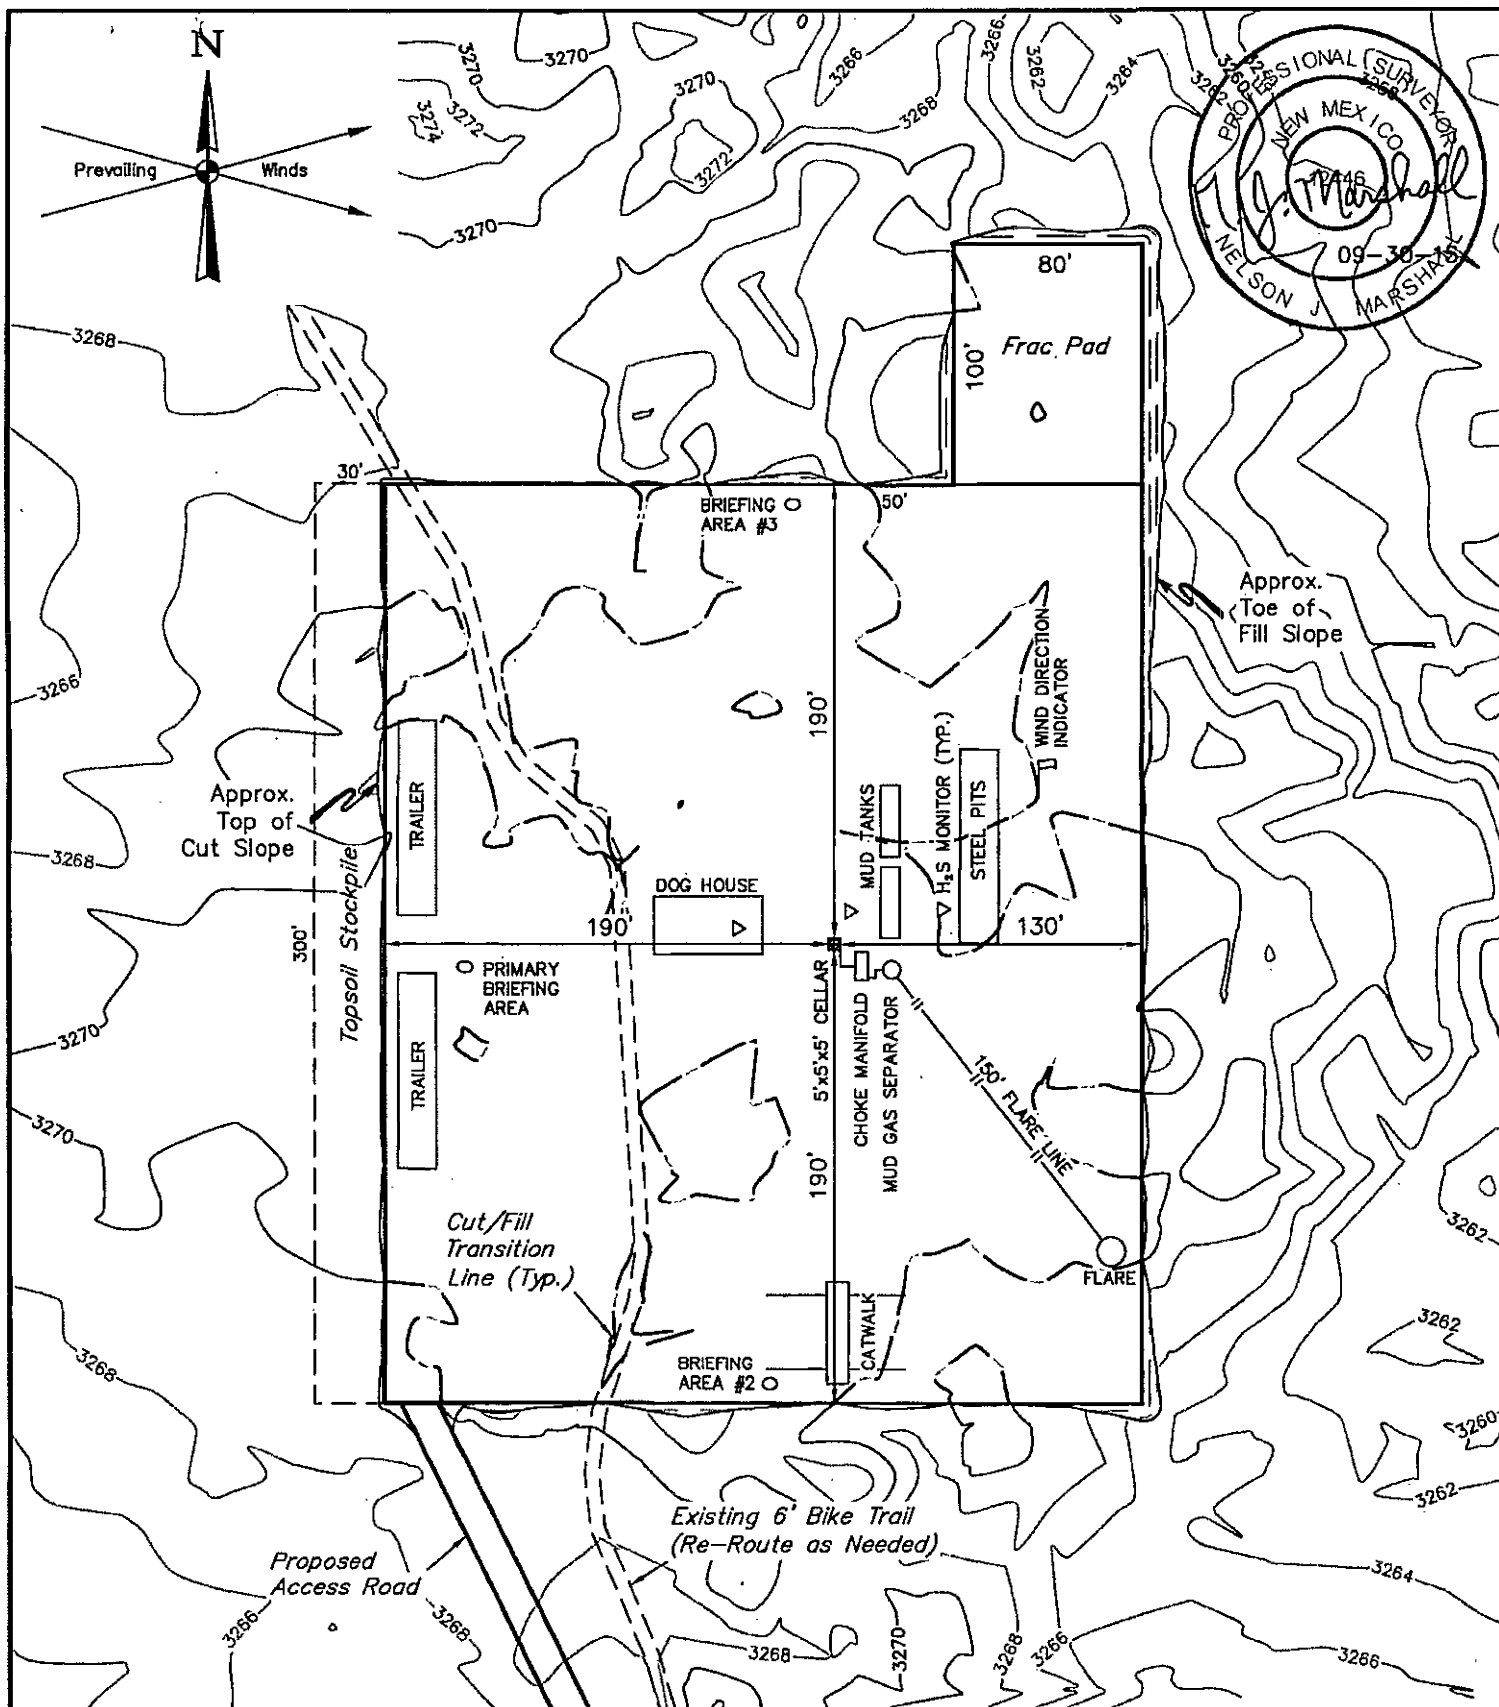 N
Prevailing Winds
3270
3270
3274
3272
3270
3272
3270
3266
3268
3266
3262
3264
3262
3260
3268
PROFESSIONAL SURVEYOR
NEW MEXICO
12446
J. Marshall
09-30-15
NELSON J MARSHALL
80'
100'
Frac Pad
3268
30'
BRIEFING
AREA #3
50'
Approx.
Toe of
Fill Slope
3266
190'
WIND DIRECTION
INDICATOR
H₂S MONITOR (TYP.)
STEEL PITS
MUD TANKS
TRAILER
Approx.
Top of
Cut Slope
3268
Topsoil Stockpile
300'
DOG HOUSE
190'
130'
PRIMARY
BRIEFING
AREA
5'x5'x5' CELLAR
CHOKE MANIFOLD
MUD GAS SEPARATOR
3270
TRAILER
150' FLARE LINE
3270
190'
Cut/Fill
Transition
Line (Typ.)
FLARE
3262
CATWALK
3262
3268
BRIEFING
AREA #2
3260
3262
Existing 6' Bike Trail
(Re-Route as Needed)
Proposed
Access Road
3264
3266
3268
3268
3270
3268
3266
3266